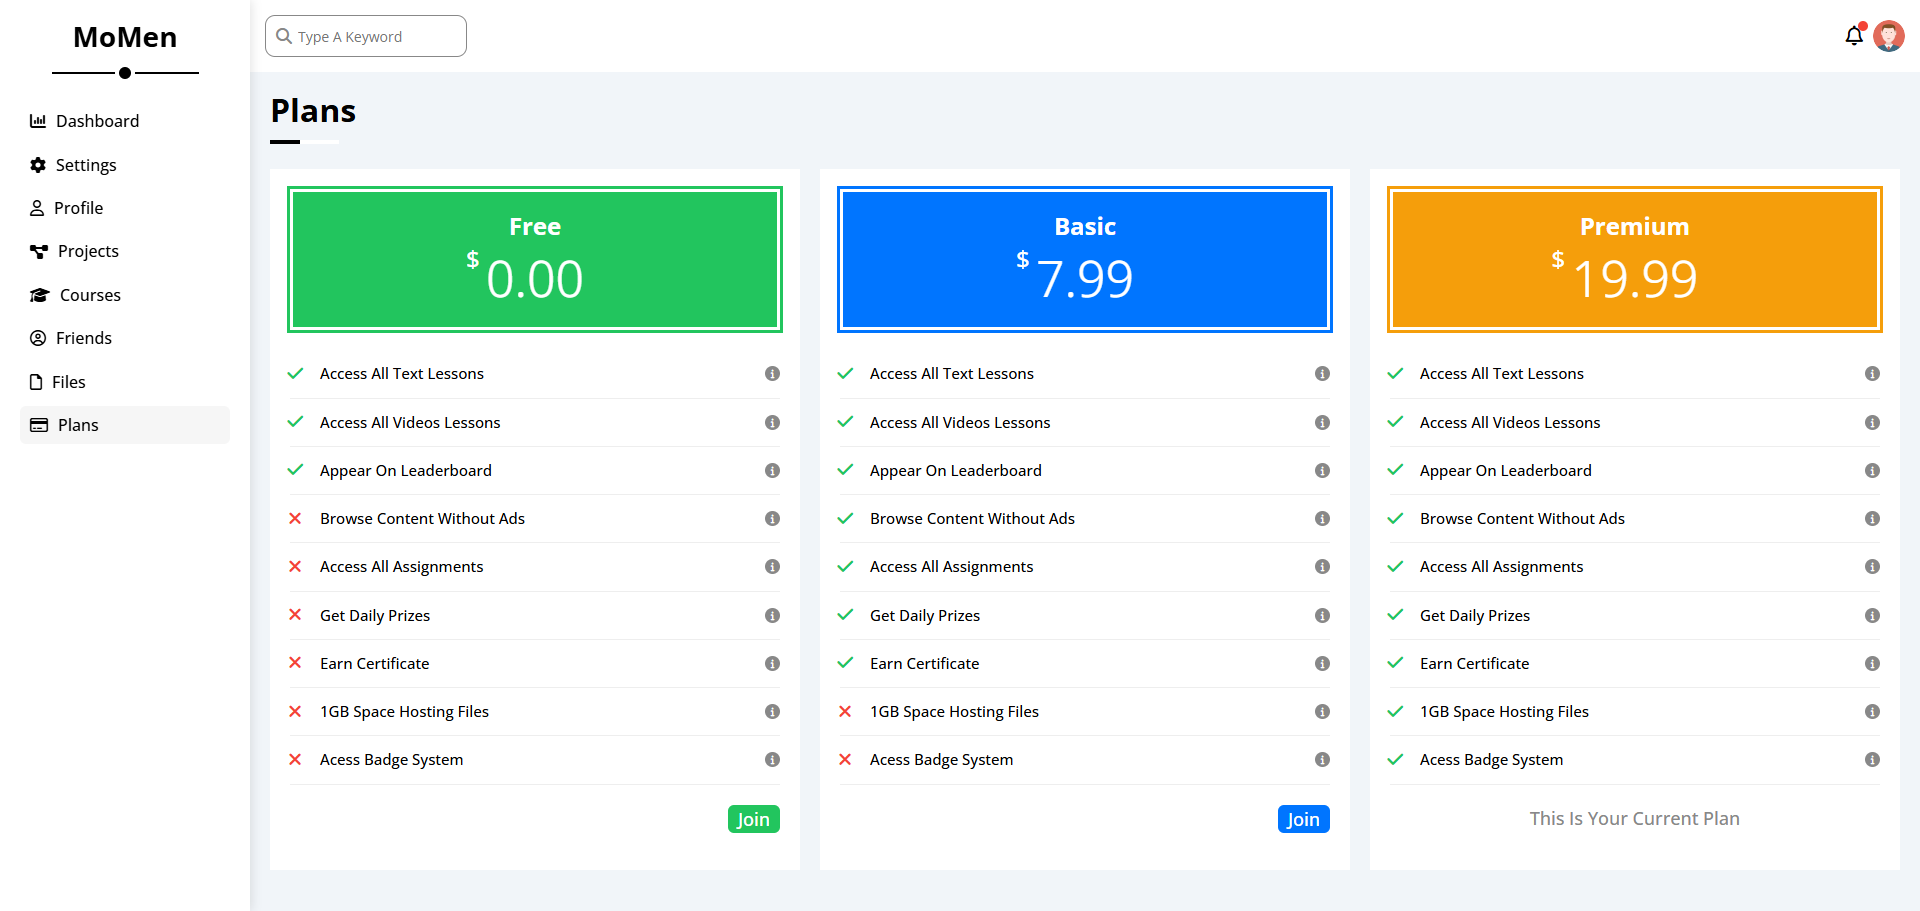 MoMen
Type A Keyword
Dashboard
Settings
Profile
Projects
Courses
Friends
Files
Plans
Plans
Free
$ 0.00
Access All Text Lessons
Access All Videos Lessons
Appear On Leaderboard
Browse Content Without Ads
Access All Assignments
Get Daily Prizes
Earn Certificate
1GB Space Hosting Files
Acess Badge System
Join
Basic
$ 7.99
Access All Text Lessons
Access All Videos Lessons
Appear On Leaderboard
Browse Content Without Ads
Access All Assignments
Get Daily Prizes
Earn Certificate
1GB Space Hosting Files
Acess Badge System
Join
Premium
$ 19.99
Access All Text Lessons
Access All Videos Lessons
Appear On Leaderboard
Browse Content Without Ads
Access All Assignments
Get Daily Prizes
Earn Certificate
1GB Space Hosting Files
Acess Badge System
This Is Your Current Plan